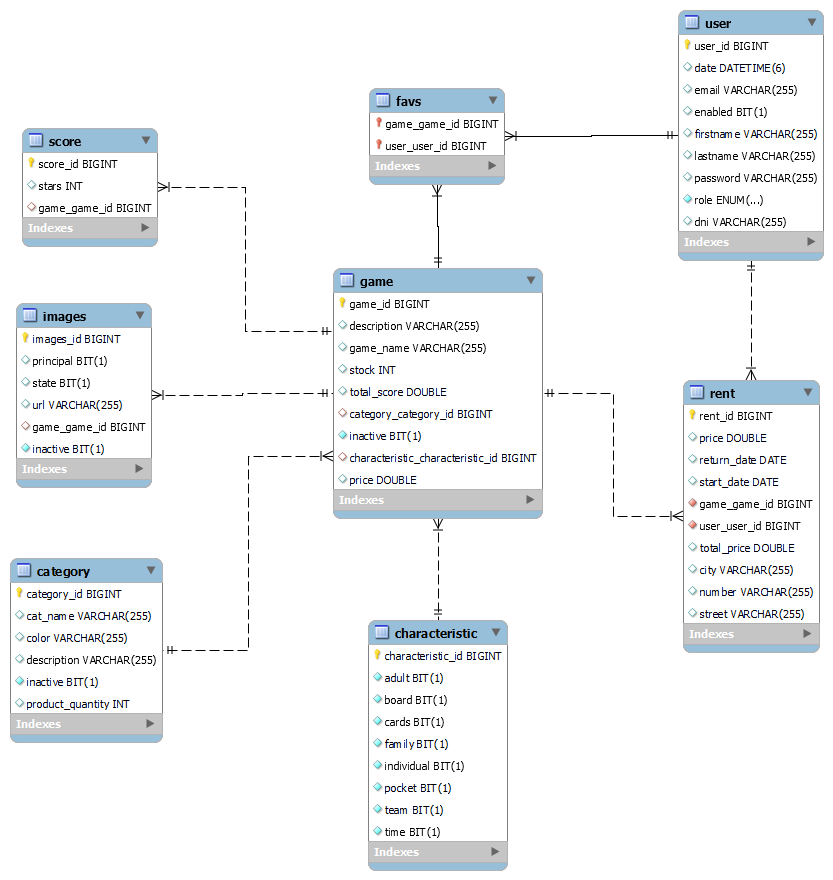 user
user_id BIGINT
date DATETIME(6)
email VARCHAR(255)
enabled BIT(1)
firstname VARCHAR(255)
lastname VARCHAR(255)
password VARCHAR(255)
role ENUM(...)
dni VARCHAR(255)
Indexes
favs
game_game_id BIGINT
user_user_id BIGINT
Indexes
score
score_id BIGINT
stars INT
game_game_id BIGINT
Indexes
game
game_id BIGINT
description VARCHAR(255)
game_name VARCHAR(255)
stock INT
total_score DOUBLE
category_category_id BIGINT
inactive BIT(1)
characteristic_characteristic_id BIGINT
price DOUBLE
Indexes
images
images_id BIGINT
principal BIT(1)
state BIT(1)
url VARCHAR(255)
game_game_id BIGINT
inactive BIT(1)
Indexes
rent
rent_id BIGINT
price DOUBLE
return_date DATE
start_date DATE
game_game_id BIGINT
user_user_id BIGINT
total_price DOUBLE
city VARCHAR(255)
number VARCHAR(255)
street VARCHAR(255)
Indexes
category
category_id BIGINT
cat_name VARCHAR(255)
color VARCHAR(255)
description VARCHAR(255)
inactive BIT(1)
product_quantity INT
Indexes
characteristic
characteristic_id BIGINT
adult BIT(1)
board BIT(1)
cards BIT(1)
family BIT(1)
individual BIT(1)
pocket BIT(1)
team BIT(1)
time BIT(1)
Indexes